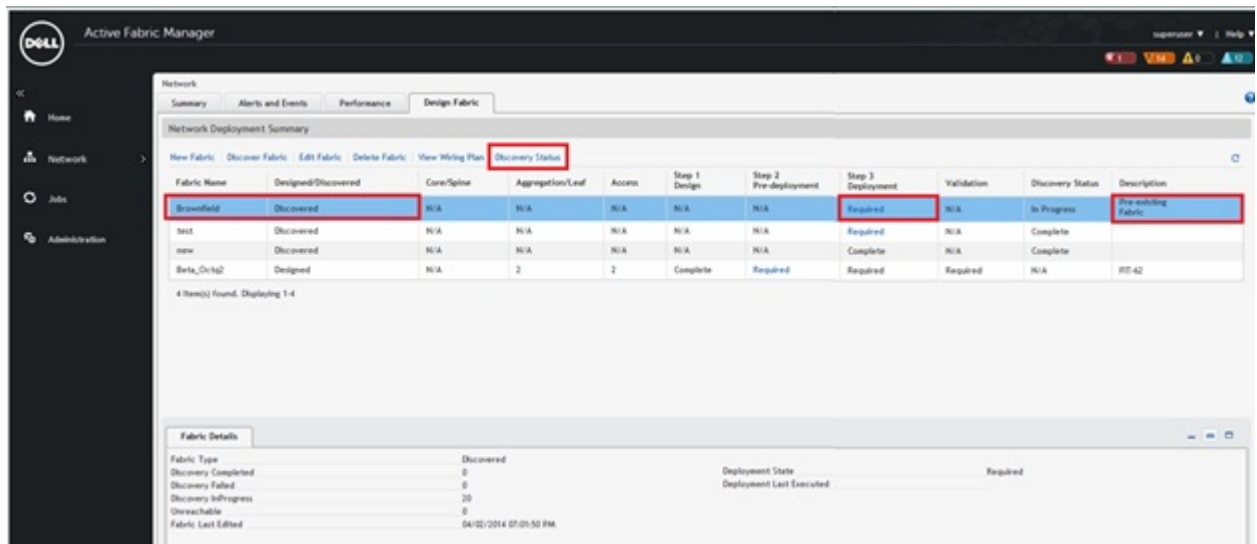 DELL Active Fabric Manager
superuser | Help
1 14 0 12
Network
Summary Alerts and Events Performance Design Fabric
Home
Network Deployment Summary
Network
New Fabric Discover Fabric Edit Fabric Delete Fabric View Wiring Plan Discovery Status
Fabric Name Designed/Discovered Core/Spine Aggregation/Leaf Access Step 1 Design Step 2 Pre-deployment Step 3 Deployment Validation Discovery Status Description
Jobs
Brownfield Discovered N/A N/A N/A N/A N/A Required N/A In Progress Pre-existing Fabric
test Discovered N/A N/A N/A N/A N/A Required N/A Complete
Administration
new Discovered N/A N/A N/A N/A N/A Complete N/A Complete
Designed N/A 2 2 Complete Required Required Required N/A
4 Item(s) found. Displaying 1-4
Fabric Details
Fabric Type Discovered
Discovery Completed 0 Deployment State Required
Discovery Failed 0 Deployment Last Executed
Discovery InProgress 20
Unreachable 0
Fabric Last Edited 04/02/2014 07:01:50 PM